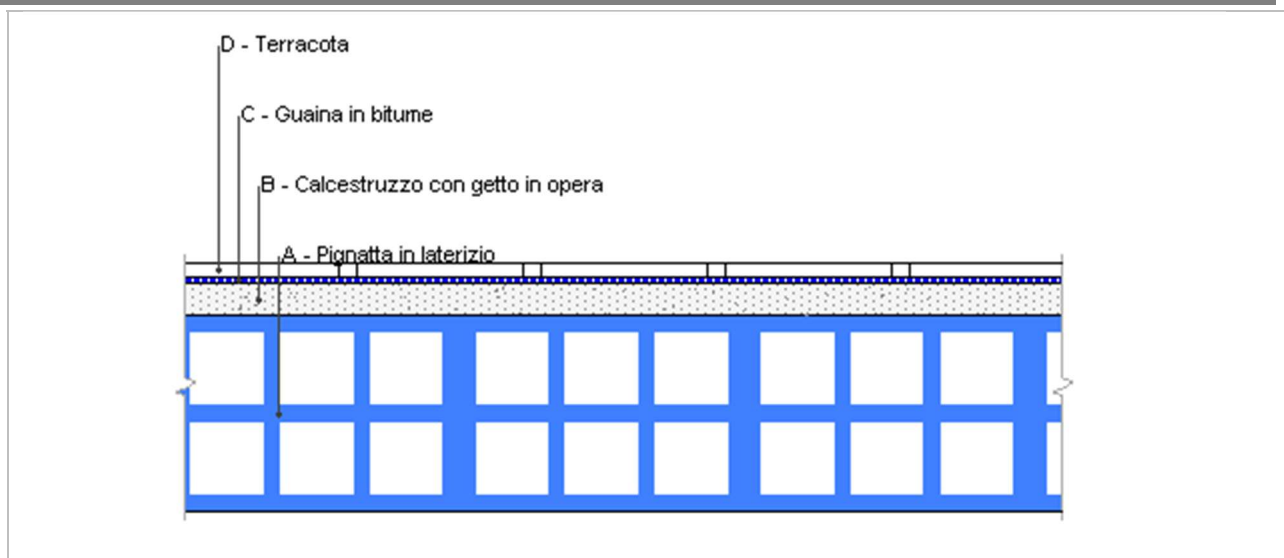 D - Terracota
C - Guaina in bitume
B - Calcestruzzo con getto in opera
A - Pignatta in laterizio